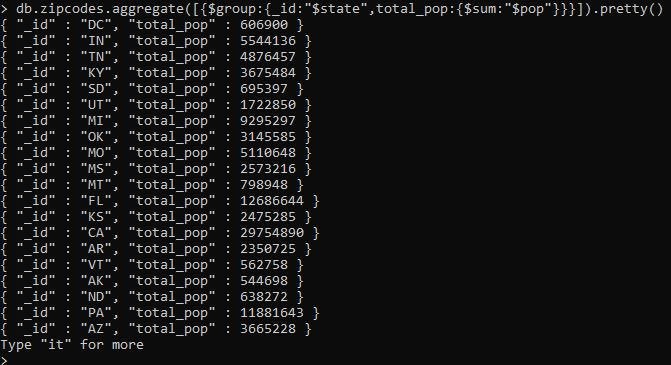 > db.zipcodes.aggregate([{$group:{_id:"$state",total_pop:{$sum:"$pop"}}}]).pretty()
{ "_id" : "DC", "total_pop" : 606900 }
{ "_id" : "IN", "total_pop" : 5544136 }
{ "_id" : "TN", "total_pop" : 4876457 }
{ "_id" : "KY", "total_pop" : 3675484 }
{ "_id" : "SD", "total_pop" : 695397 }
{ "_id" : "UT", "total_pop" : 1722850 }
{ "_id" : "MI", "total_pop" : 9295297 }
{ "_id" : "OK", "total_pop" : 3145585 }
{ "_id" : "MO", "total_pop" : 5110648 }
{ "_id" : "MS", "total_pop" : 2573216 }
{ "_id" : "MT", "total_pop" : 798948 }
{ "_id" : "FL", "total_pop" : 12686644 }
{ "_id" : "KS", "total_pop" : 2475285 }
{ "_id" : "CA", "total_pop" : 29754890 }
{ "_id" : "AR", "total_pop" : 2350725 }
{ "_id" : "VT", "total_pop" : 562758 }
{ "_id" : "AK", "total_pop" : 544698 }
{ "_id" : "ND", "total_pop" : 638272 }
{ "_id" : "PA", "total_pop" : 11881643 }
{ "_id" : "AZ", "total_pop" : 3665228 }
Type "it" for more
>